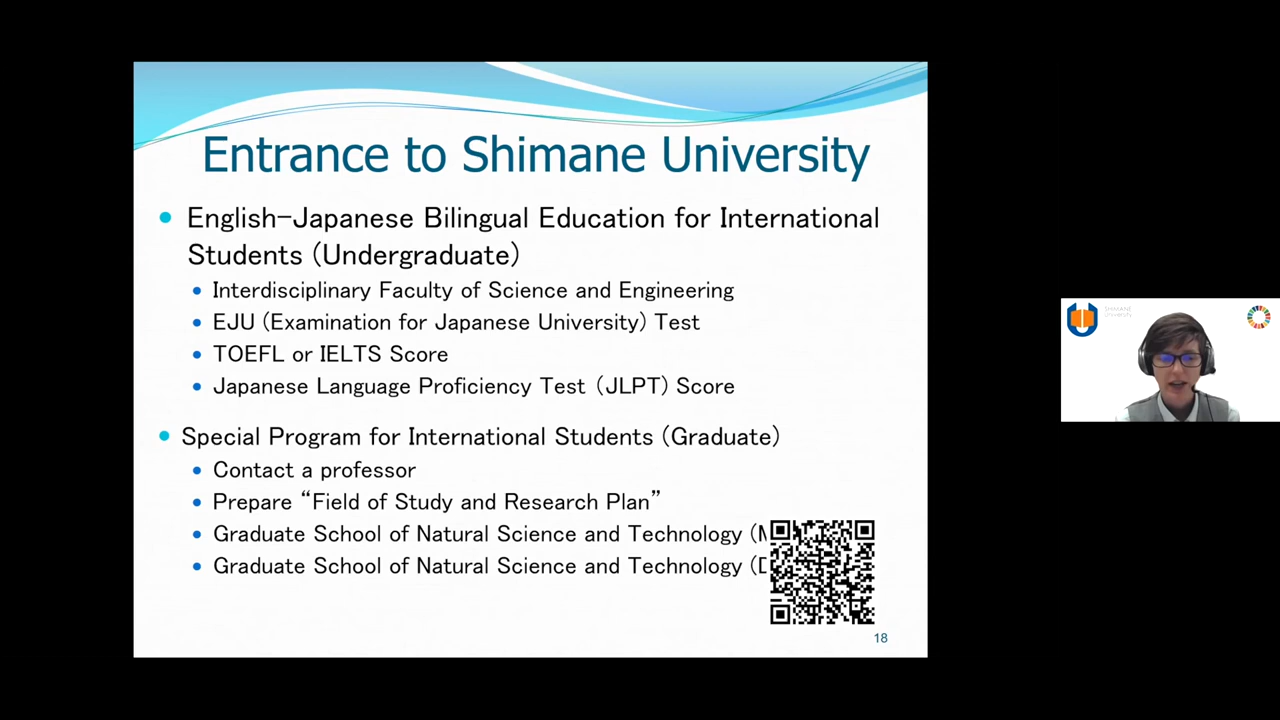 Entrance to Shimane University
English-Japanese Bilingual Education for International
Students (Undergraduate)
Interdisciplinary Faculty of Science and Engineering
EJU (Examination for Japanese University) Test
TOEFL or IELTS Score
Japanese Language Proficiency Test (JLPT) Score
Special Program for International Students (Graduate)
Contact a professor
Prepare “Field of Study and Research Plan”
Graduate School of Natural Science and Technology (
Graduate School of Natural Science and Technology (
18
SHIMANE
University